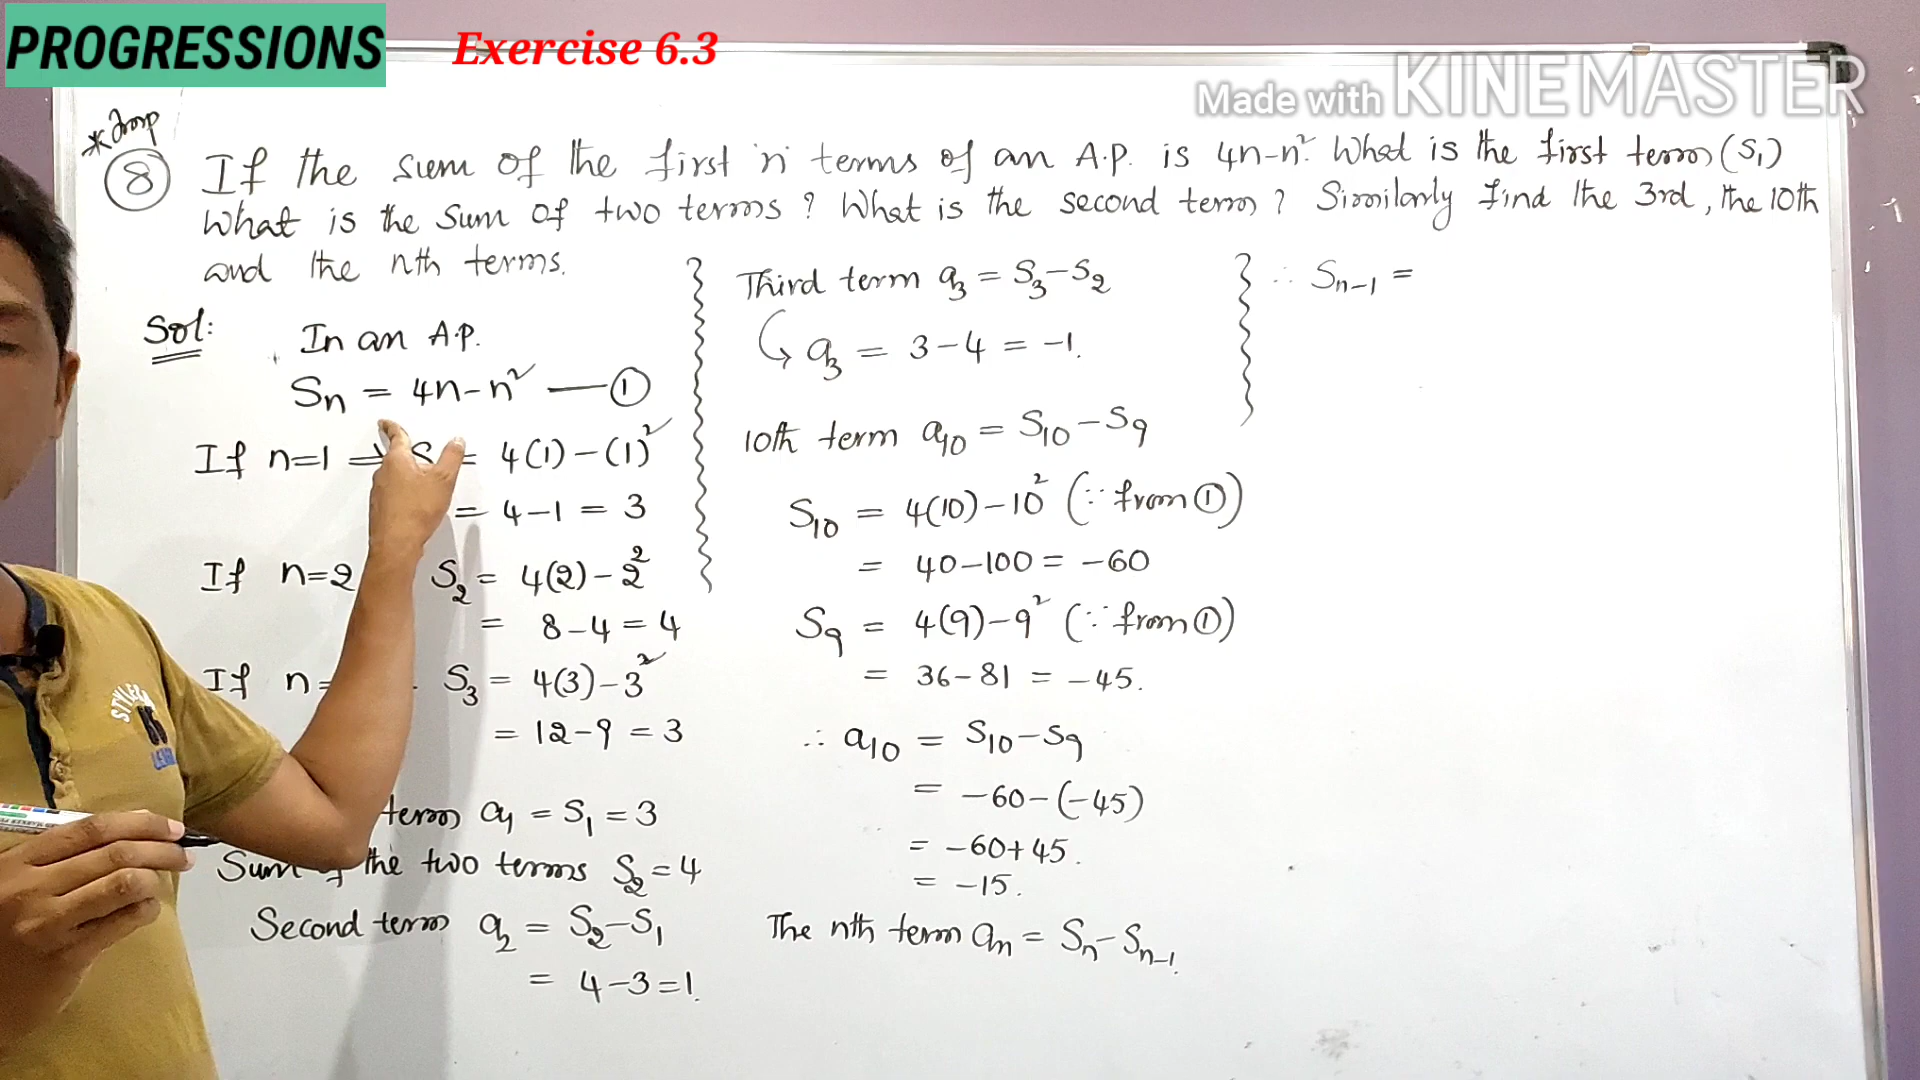 PROGRESSIONS
Exercise 6.3
Made with KINEMASTER
*Imp
8 If the sum of the first 'n' terms of an A.P. is 4n-n². What is the first term (S₁)
What is the sum of two terms? What is the second term? Similarly find the 3rd, the 10th
and the nth terms.
Sol:
In an A.P.
Sn = 4n-n² — ①
If n=1 ⇒ S = 4(1)-(1)²
= 4-1 = 3
If n=2 S₂ = 4(2)-2²
= 8-4 = 4
If n= S₃ = 4(3)-3²
= 12-9 = 3
term a₁ = S₁ = 3
Sum of the two terms S₂ = 4
Second term a₂ = S₂-S₁
= 4-3 = 1.
Third term a₃ = S₃-S₂
↳ a₃ = 3-4 = -1.
10th term a₁₀ = S₁₀-S₉
S₁₀ = 4(10)-10² (∵ from ①)
= 40-100 = -60
S₉ = 4(9)-9² (∵ from ①)
= 36-81 = -45.
∴ a₁₀ = S₁₀-S₉
= -60-(-45)
= -60+45.
= -15.
The nth term an = Sn-Sn-1.
∴ Sn-1 =
STYLE